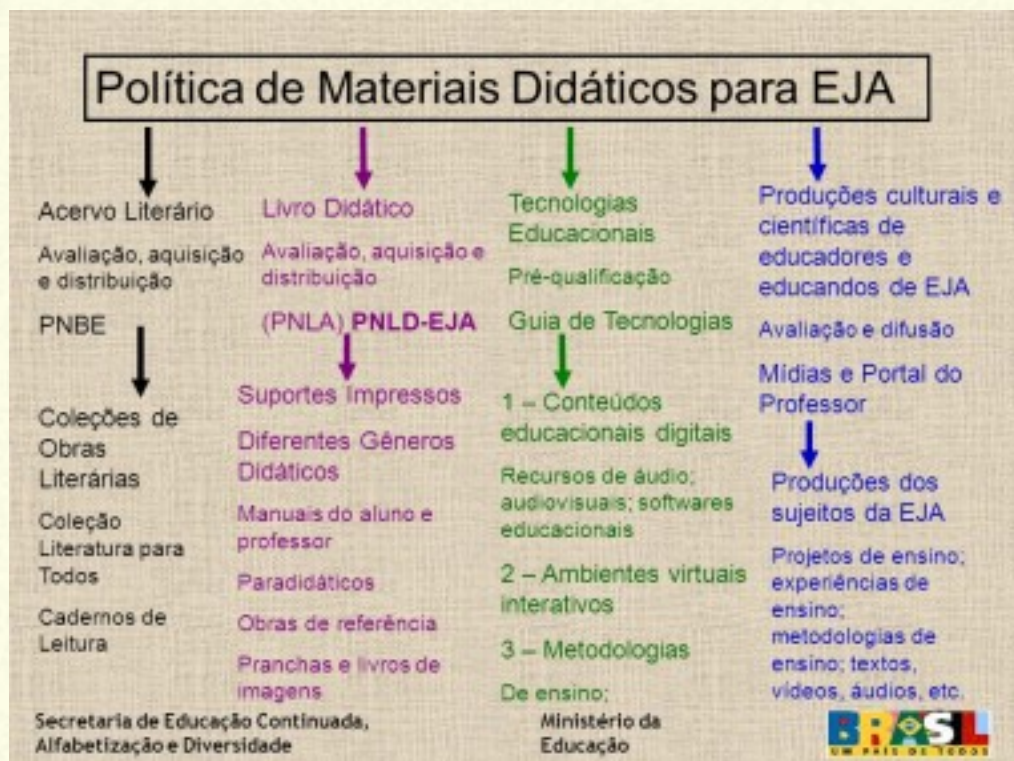 Política de Materiais Didáticos para EJA
Acervo Literário
Avaliação, aquisição
e distribuição
PNBE
Coleções de
Obras
Literárias
Coleção
Literatura para
Todos
Cadernos de
Leitura
Livro Didático
Avaliação, aquisição e
distribuição
(PNLA) PNLD-EJA
Suportes Impressos
Diferentes Gêneros
Didáticos
Manuais do aluno e
professor
Paradidáticos
Obras de referência
Pranchas e livros de
imagens
Tecnologias
Educacionais
Pré-qualificação
Guia de Tecnologias
1 – Conteúdos
educacionais digitais
Recursos de áudio;
audiovisuais; softwares
educacionais
2 – Ambientes virtuais
interativos
3 – Metodologias
De ensino;
Produções culturais e
científicas de
educadores e
educandos de EJA
Avaliação e difusão
Mídias e Portal do
Professor
Produções dos
sujeitos da EJA
Projetos de ensino;
experiências de
ensino;
metodologias de
ensino; textos,
vídeos, áudios, etc.
Secretaria de Educação Continuada,
Alfabetização e Diversidade
Ministério da
Educação
BRASIL
UM PAÍS DE TODOS